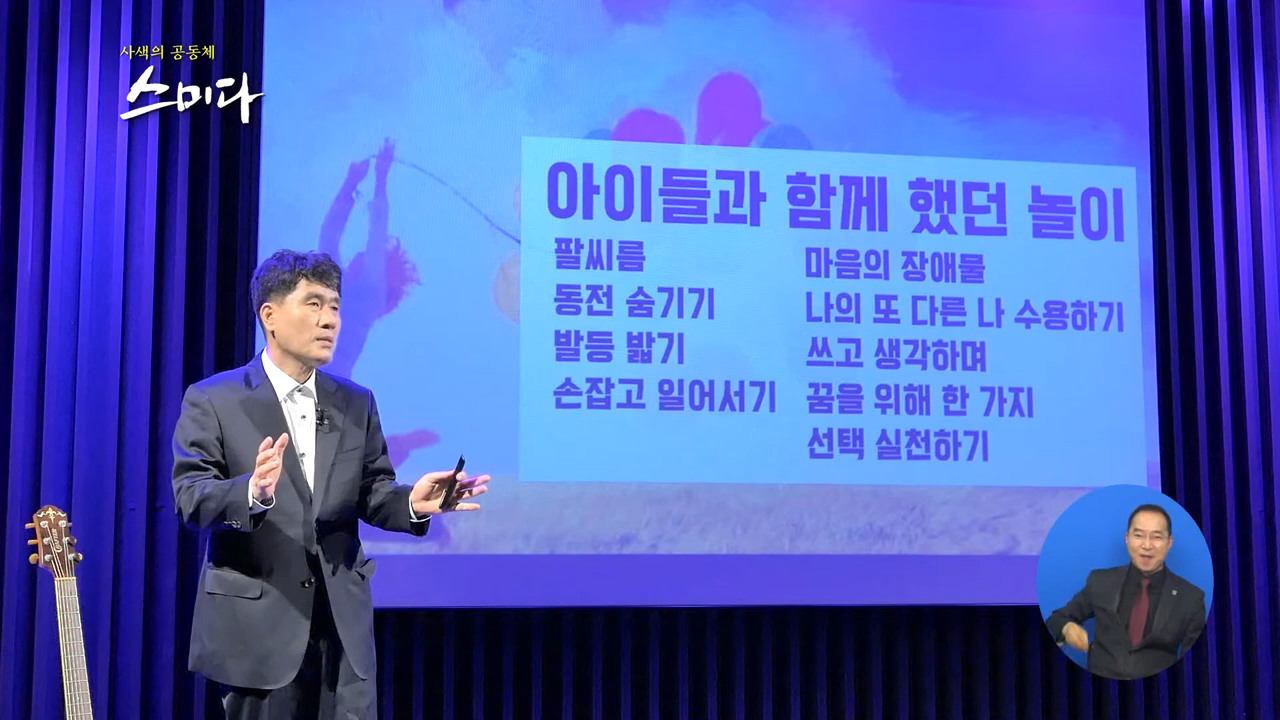 사색의 공동체
스미다
아이들과 함께 했던 놀이
팔씨름
동전 숨기기
발등 밟기
손잡고 일어서기
마음의 장애물
나의 또 다른 나 수용하기
쓰고 생각하며
꿈을 위해 한 가지
선택 실천하기